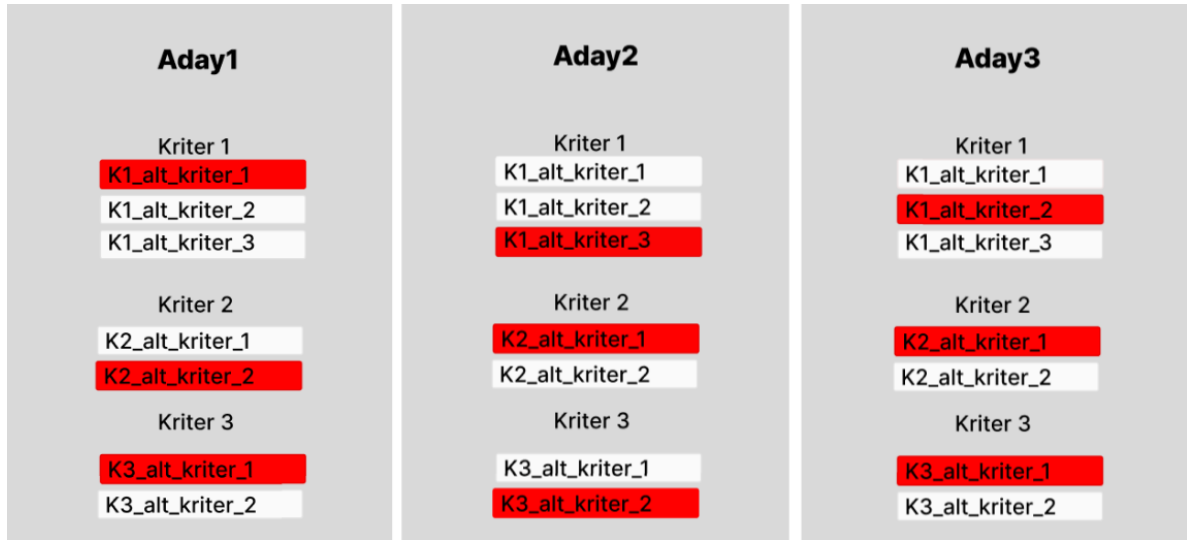 Aday1
Kriter 1
K1_alt_kriter_1
K1_alt_kriter_2
K1_alt_kriter_3
Kriter 2
K2_alt_kriter_1
K2_alt_kriter_2
Kriter 3
K3_alt_kriter_1
K3_alt_kriter_2
Aday2
Kriter 1
K1_alt_kriter_1
K1_alt_kriter_2
K1_alt_kriter_3
Kriter 2
K2_alt_kriter_1
K2_alt_kriter_2
Kriter 3
K3_alt_kriter_1
K3_alt_kriter_2
Aday3
Kriter 1
K1_alt_kriter_1
K1_alt_kriter_2
K1_alt_kriter_3
Kriter 2
K2_alt_kriter_1
K2_alt_kriter_2
Kriter 3
K3_alt_kriter_1
K3_alt_kriter_2